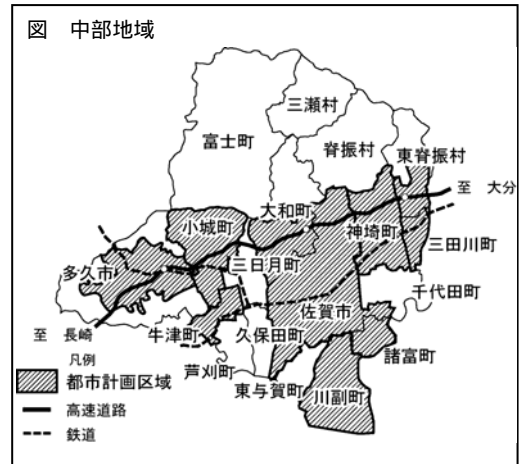 図 中部地域
三瀬村
富士町
脊振村
東脊振村
至 大分
大和町
小城町
神埼町
三田川町
三日月町
多久市
千代田町
佐賀市
至 長崎
牛津町
久保田町
諸富町
凡例
芦刈町
都市計画区域
東与賀町
川副町
高速道路
鉄道